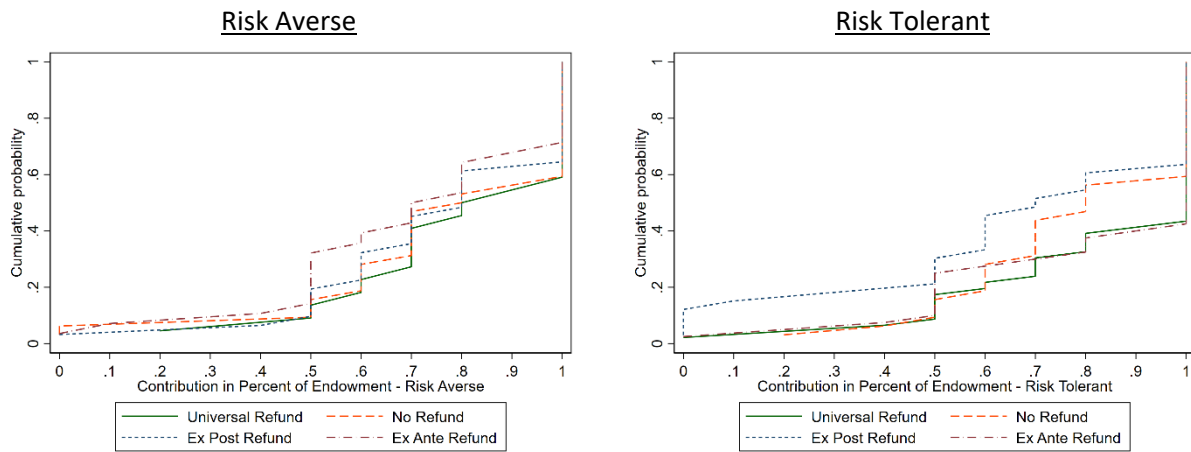 Risk Averse
Cumulative probability
1
.8
.6
.4
.2
0
0 .1 .2 .3 .4 .5 .6 .7 .8 .9 1
Contribution in Percent of Endowment - Risk Averse
Universal Refund No Refund
Ex Post Refund Ex Ante Refund
Risk Tolerant
Cumulative probability
1
.8
.6
.4
.2
0
0 .1 .2 .3 .4 .5 .6 .7 .8 .9 1
Contribution in Percent of Endowment - Risk Tolerant
Universal Refund No Refund
Ex Post Refund Ex Ante Refund